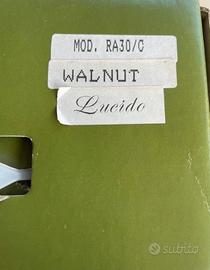 MOD. RA30/C
WALNUT
Lucido
subito